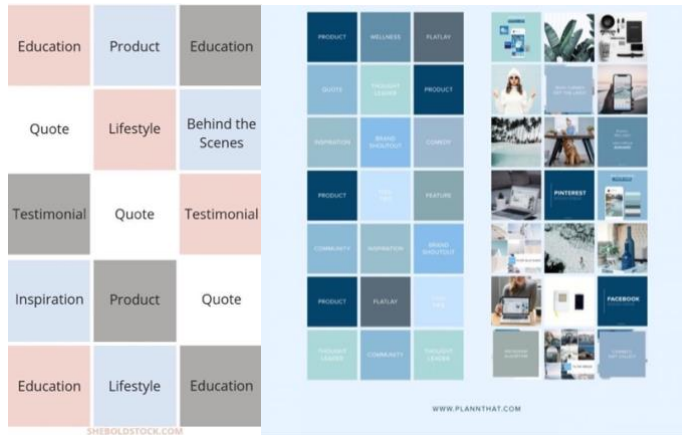 Education
Product
Education
Quote
Lifestyle
Behind the
Scenes
Testimonial
Quote
Testimonial
Inspiration
Product
Quote
Education
Lifestyle
Education
SHEBOLDSTOCK.COM
PRODUCT
WELLNESS
FLATLAY
QUOTE
THOUGHT
LEADER
PRODUCT
INSPIRATION
BRAND
SHOUTOUT
COMEDY
PRODUCT
FEATURE
COMMUNITY
INSPIRATION
BRAND
SHOUTOUT
PRODUCT
FLATLAY
THOUGHT
LEADER
COMMUNITY
THOUGHT
LEADER
PINTEREST
FACEBOOK
WWW.PLANNTHAT.COM